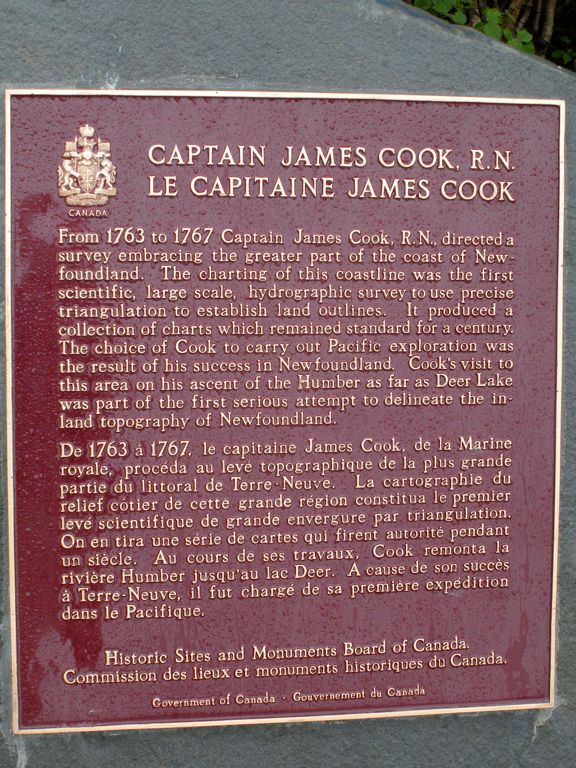 CANADA
CAPTAIN JAMES COOK, R.N.
LE CAPITAINE JAMES COOK
From 1763 to 1767 Captain James Cook, R.N., directed a
survey embracing the greater part of the coast of New-
foundland. The charting of this coastline was the first
scientific, large scale, hydrographic survey to use precise
triangulation to establish land outlines. It produced a
collection of charts which remained standard for a century.
The choice of Cook to carry out Pacific exploration was
the result of his success in Newfoundland. Cook's visit to
this area on his ascent of the Humber as far as Deer Lake
was part of the first serious attempt to delineate the in-
land topography of Newfoundland.
De 1763 à 1767, le capitaine James Cook, de la Marine
royale, procéda au levé topographique de la plus grande
partie du littoral de Terre-Neuve. La cartographie du
relief côtier de cette grande région constitua le premier
levé scientifique de grande envergure par triangulation.
On en tira une série de cartes qui firent autorité pendant
un siècle. Au cours de ses travaux, Cook remonta la
rivière Humber jusqu'au lac Deer. A cause de son succès
à Terre-Neuve, il fut chargé de sa première expédition
dans le Pacifique.
Historic Sites and Monuments Board of Canada.
Commission des lieux et monuments historiques du Canada.
Government of Canada · Gouvernement du Canada